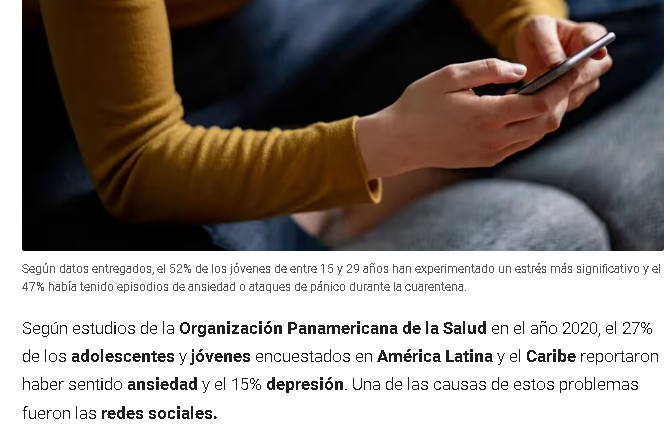 Según datos entregados, el 52% de los jóvenes de entre 15 y 29 años han experimentado un estrés más significativo y el
47% había tenido episodios de ansiedad o ataques de pánico durante la cuarentena.
Según estudios de la Organización Panamericana de la Salud en el año 2020, el 27%
de los adolescentes y jóvenes encuestados en América Latina y el Caribe reportaron
haber sentido ansiedad y el 15% depresión. Una de las causas de estos problemas
fueron las redes sociales.